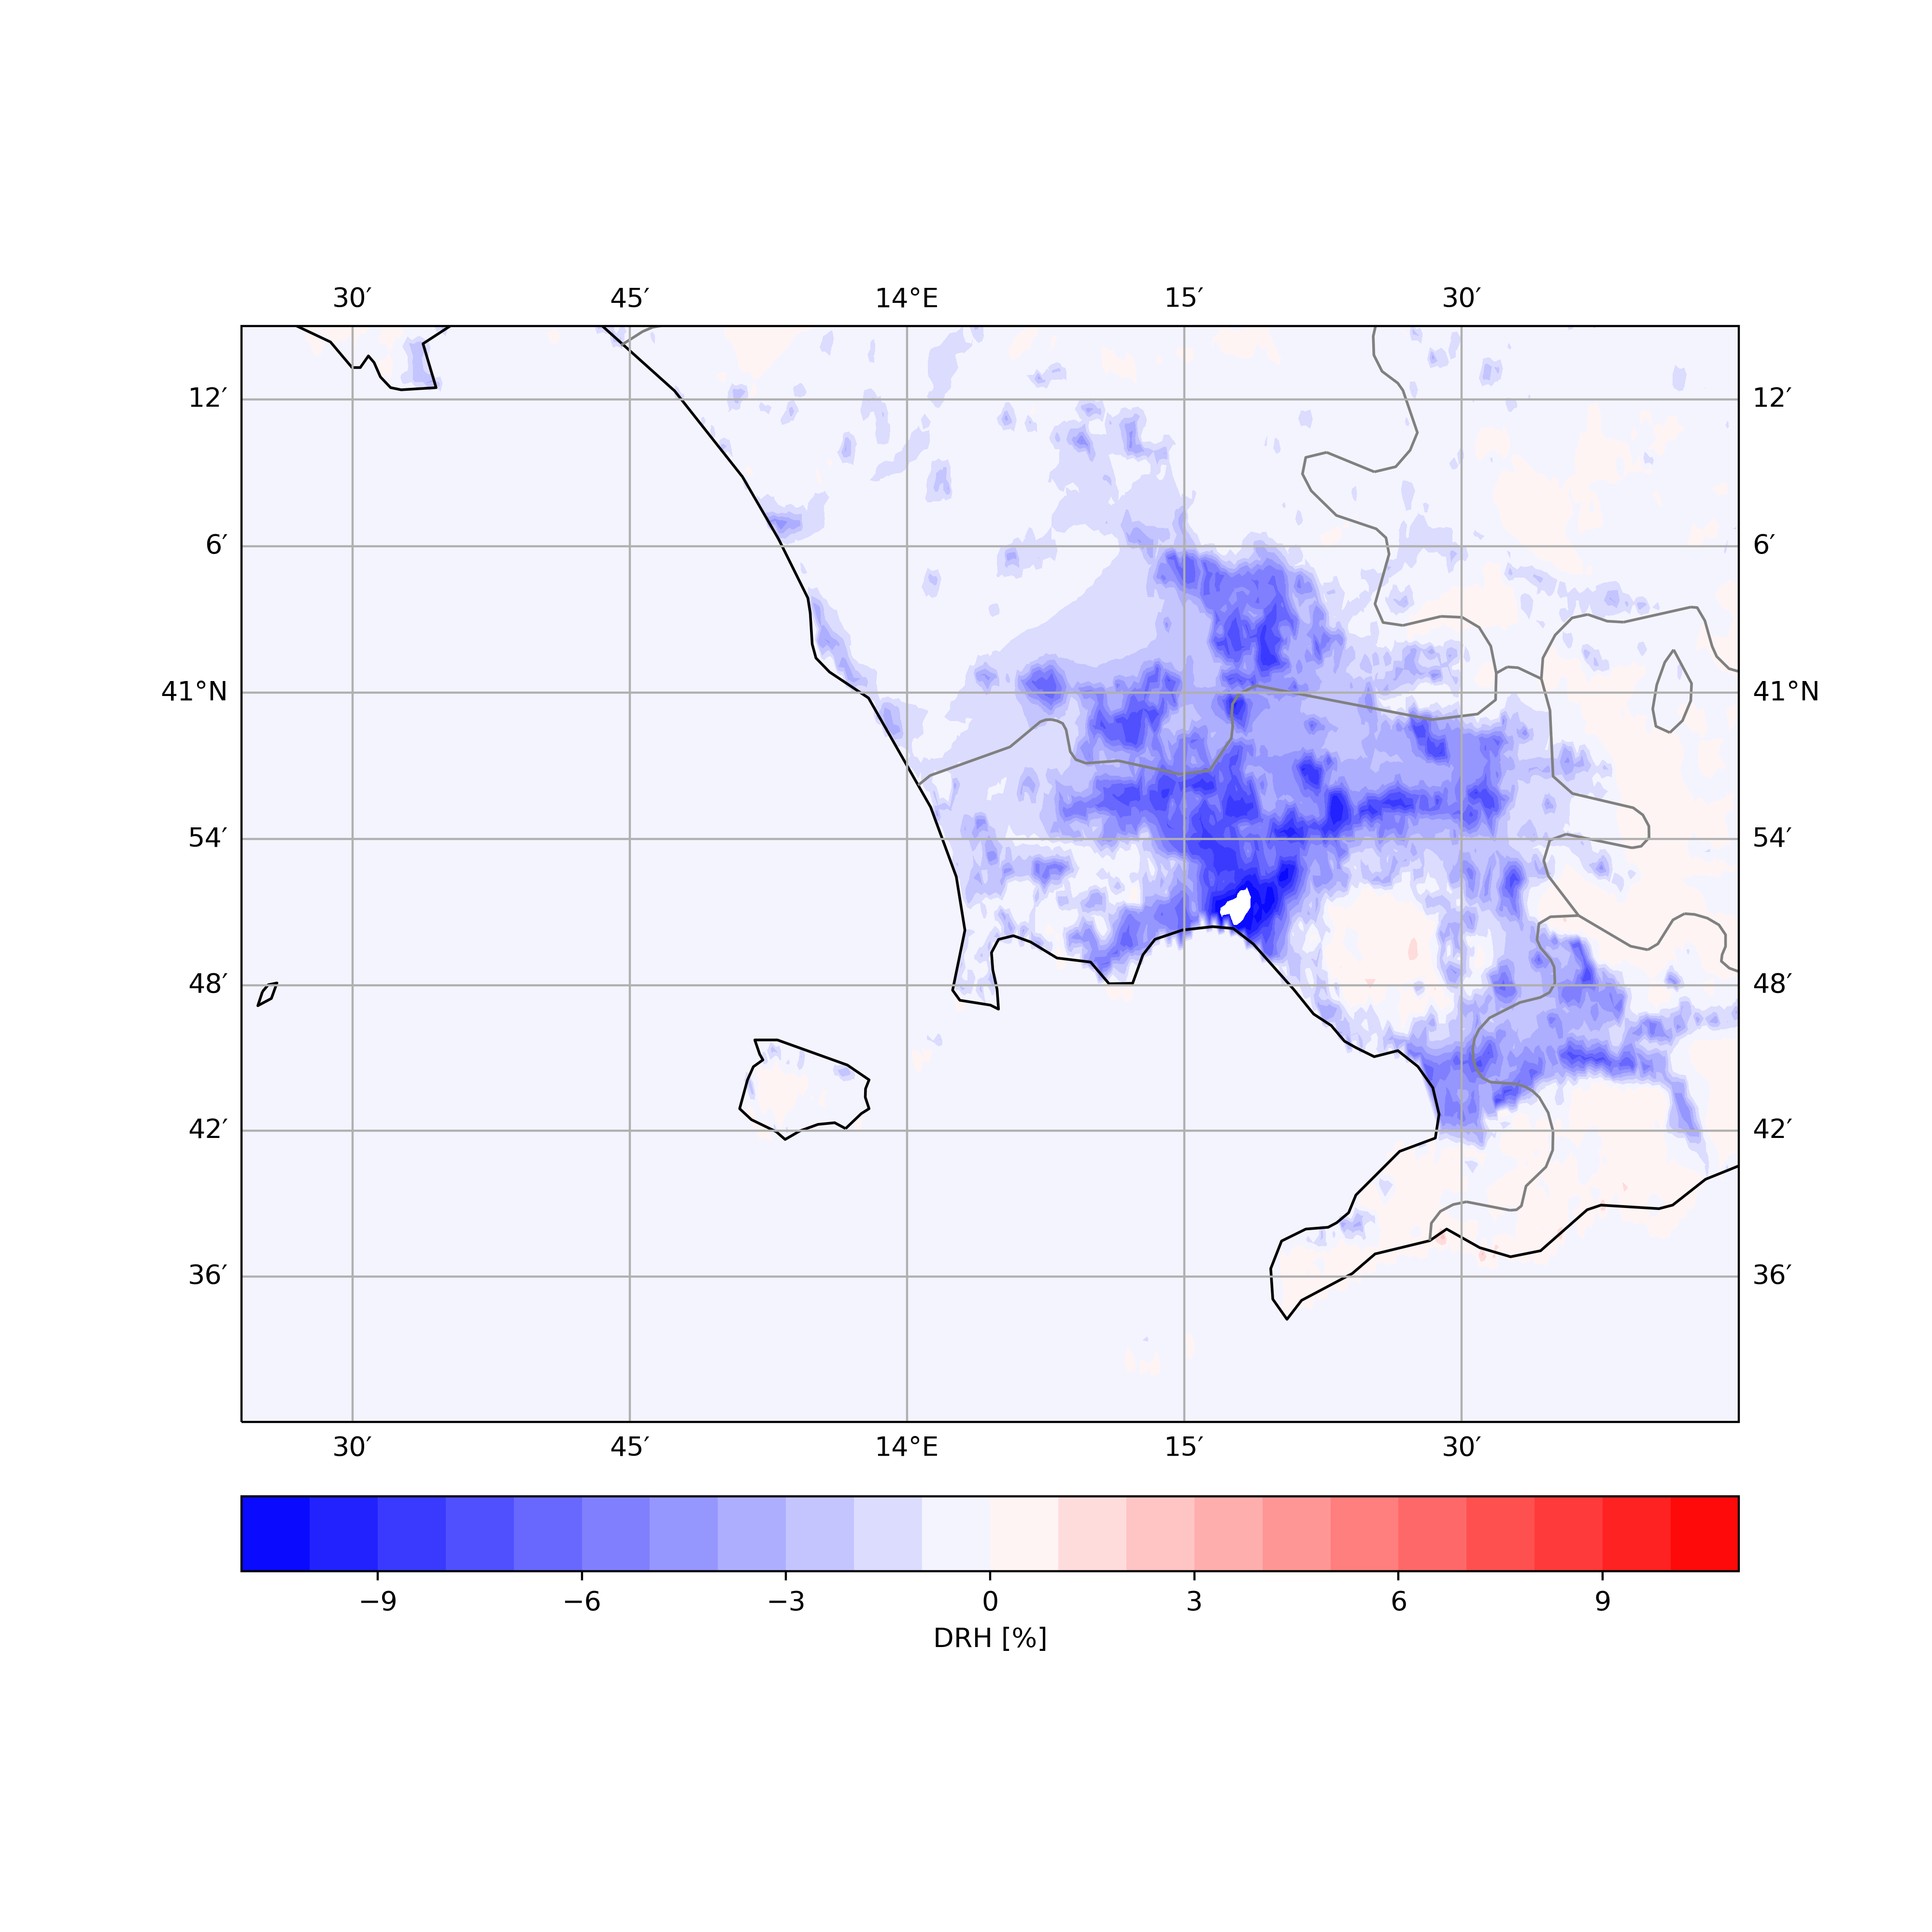 30′ 45′ 14°E 15′ 30′
12′ 12′
6′ 6′
41°N 41°N
54′ 54′
48′ 48′
42′ 42′
36′ 36′
30′ 45′ 14°E 15′ 30′
−9 −6 −3 0 3 6 9
DRH [%]